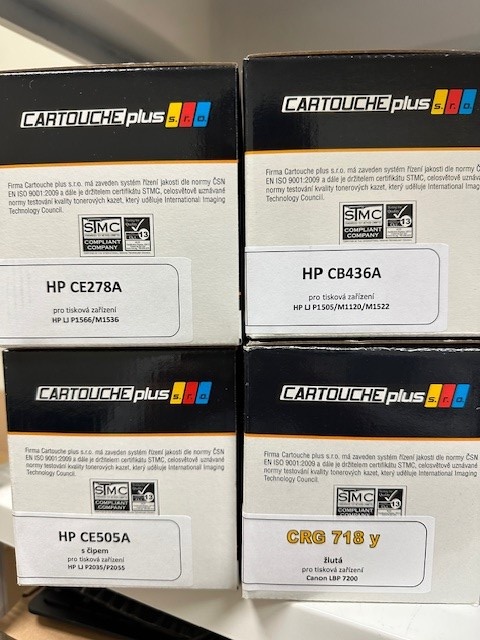 CARTOUCHE plus s.r.o.
Firma Cartouche plus s.r.o. má zaveden systém řízení jakosti dle normy ČSN
EN ISO 9001:2009 a dále je držitelem certifikátu STMC, celosvětově uznávané
normy testování kvality tonerových kazet, který uděluje International Imaging
Technology Council.
STMC
COMPLIANT
COMPANY
13
HP CE278A
pro tisková zařízení
HP LJ P1566/M1536
CARTOUCHE plus s.r.o.
Firma Cartouche plus s.r.o. má zaveden systém řízení jakosti dle normy ČSN
EN ISO 9001:2009 a dále je držitelem certifikátu STMC, celosvětově uznávané
normy testování kvality tonerových kazet, který uděluje International Imaging
Technology Council.
STMC
COMPLIANT
COMPANY
13
HP CB436A
pro tisková zařízení
HP LJ P1505/M1120/M1522
CARTOUCHE plus s.r.o.
Firma Cartouche plus s.r.o. má zaveden systém řízení jakosti dle normy ČSN
EN ISO 9001:2009 a dále je držitelem certifikátu STMC, celosvětově uznávané
normy testování kvality tonerových kazet, který uděluje International Imaging
Technology Council.
STMC
COMPLIANT
COMPANY
13
HP CE505A
s čipem
pro tisková zařízení
HP LJ P2035/P2055
CARTOUCHE plus s.r.o.
Firma Cartouche plus s.r.o. má zaveden systém řízení jakosti dle normy ČSN
EN ISO 9001:2009 a dále je držitelem certifikátu STMC, celosvětově uznávané
normy testování kvality tonerových kazet, který uděluje International Imaging
Technology Council.
STMC
COMPLIANT
13
CRG 718 y
žlutá
pro tisková zařízení
Canon LBP 7200